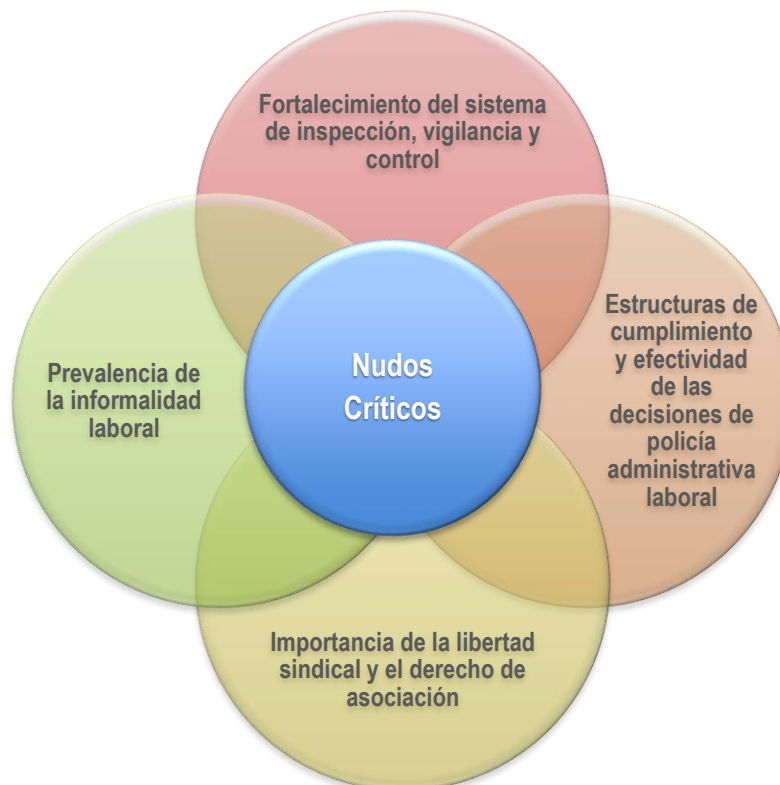 Fortalecimiento del sistema
de inspección, vigilancia y
control
Prevalencia de
la informalidad
laboral
Nudos
Críticos
Estructuras de
cumplimiento
y efectividad
de las
decisiones de
policía
administrativa
laboral
Importancia de la libertad
sindical y el derecho de
asociación